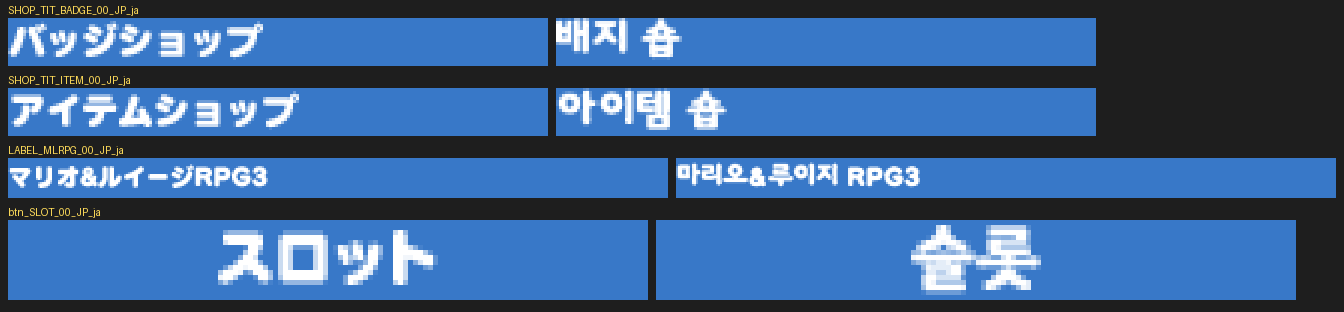 SHOP_TIT_BADGE_00_JP_ja
バッジショップ 배지 숍
SHOP_TIT_ITEM_00_JP_ja
アイテムショップ 아이템 숍
LABEL_MLRPG_00_JP_ja
マリオ&ルイージRPG3 마리오&루이지 RPG3
btn_SLOT_00_JP_ja
スロット 슬롯